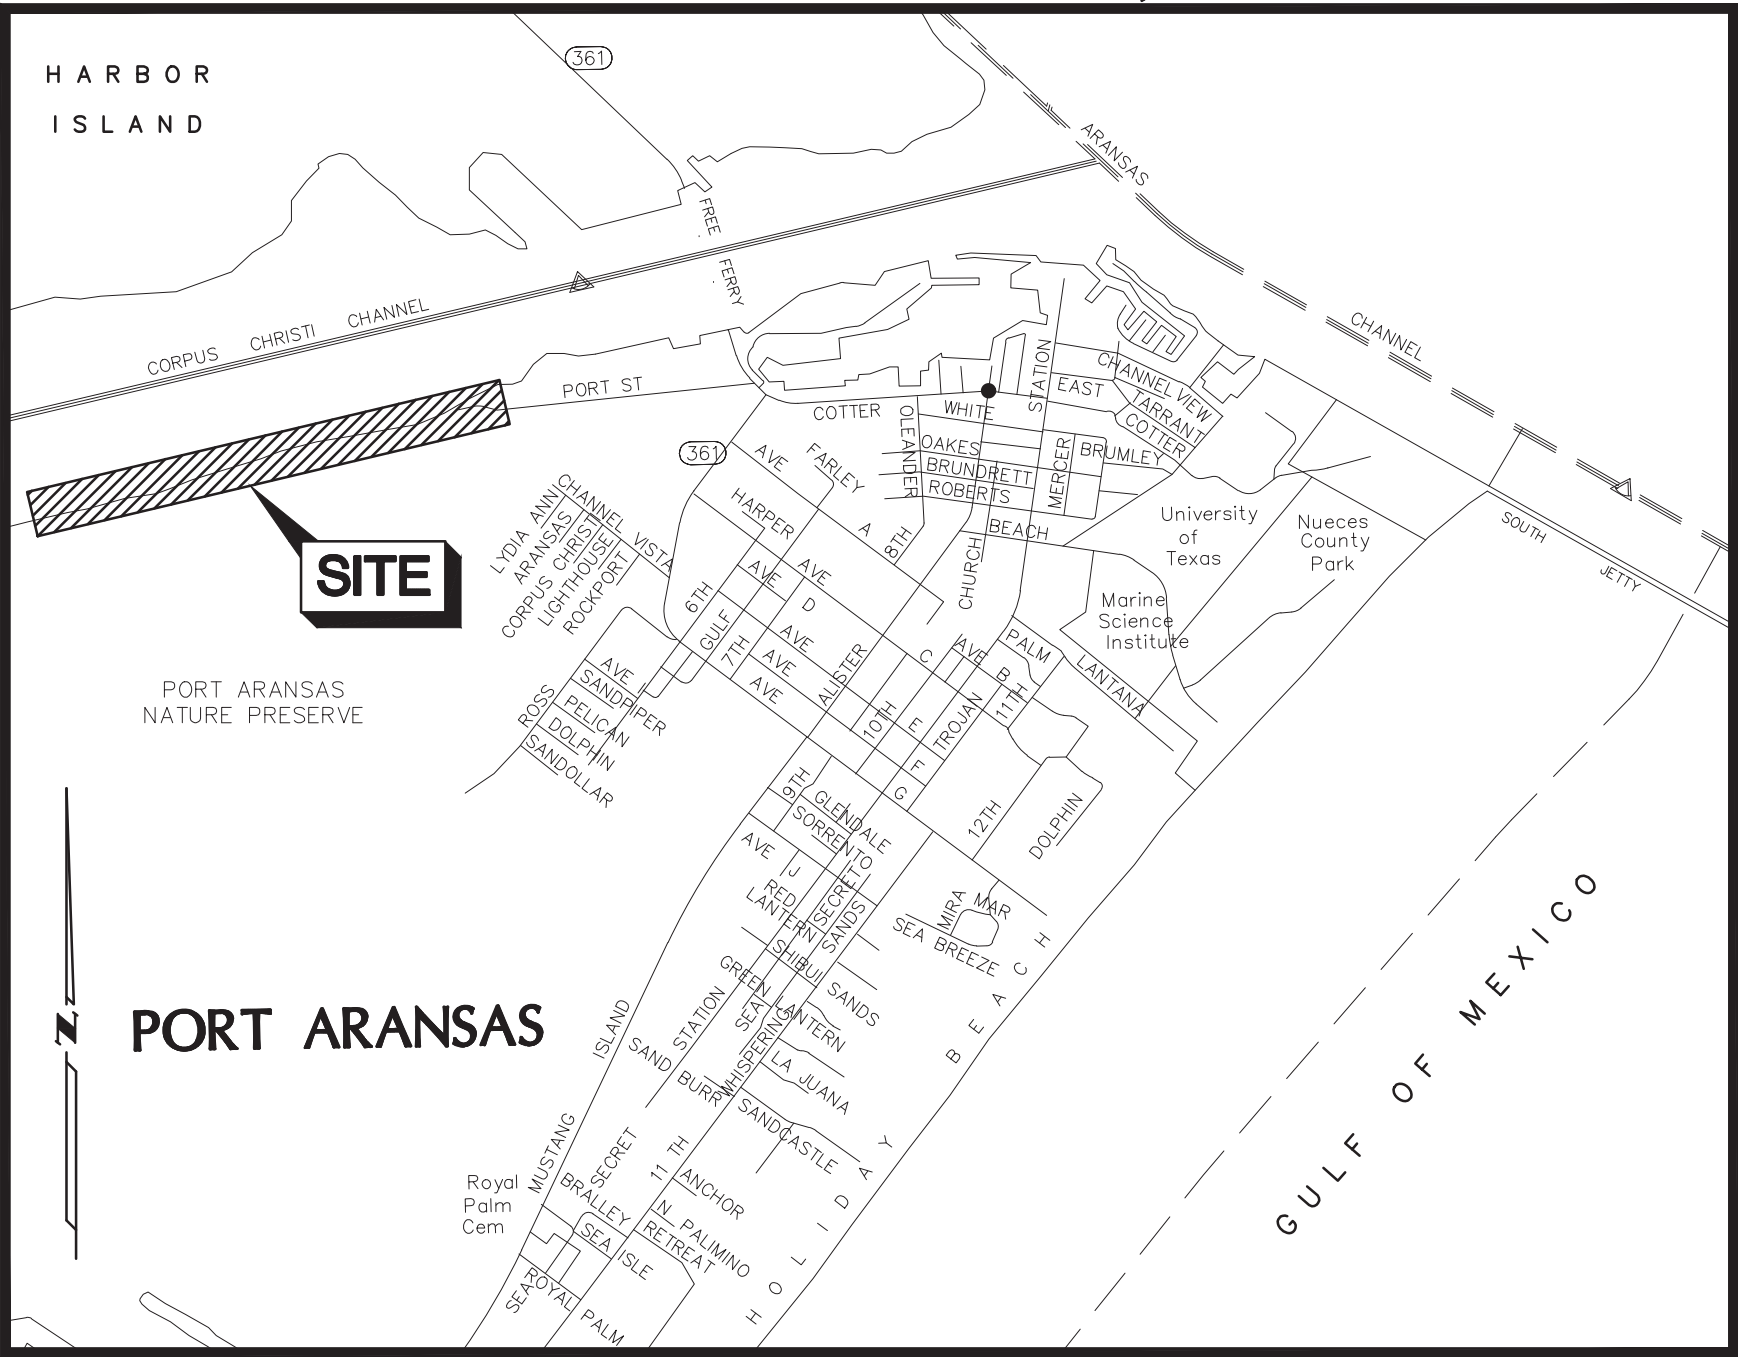 HARBOR
ISLAND
361
ARANSAS
CHANNEL
FREE FERRY
CORPUS CHRISTI CHANNEL
PORT ST
COTTER
361
STATION
EAST
CHANNELVIEW
TARRANT
COTTER
WHITE
OLEANDER
OAKES
BRUNDRETT
ROBERTS
MERCER
BRUMLEY
BEACH
CHURCH
University
of
Texas
Nueces
County
Park
SOUTH JETTY
Marine
Science
Institute
AVE A
FARLEY
HARPER
8TH
CHANNEL VISTA
LYDIA ANN
ARANSAS
CORPUS CHRISTI
LIGHTHOUSE
ROCKPORT
SITE
AVE C
AVE D
6TH
GULF
7TH
AVE E
AVE F
AVE G
ALISTER
AVE B
PALM
LANTANA
10TH
TROJAN
11TH
AVE
SANDPIPER
PELICAN
DOLPHIN
SANDOLLAR
ROSS
PORT ARANSAS
NATURE PRESERVE
9TH
GLENDALE
SORRENTO
12TH
DOLPHIN
AVE J
RED
LANTERN
SECRET
SANDS
MIRA MAR
SEA BREEZE
SHIBUI
GREEN LANTERN
SANDS
SEA
WHISPERING
STATION
ISLAND
MUSTANG
SAND BURR
LA JUANA
SANDCASTLE
SECRET
11 TH
ANCHOR
BRALLEY
N PALIMINO
RETREAT
SEA ISLE
SEA
ROYAL PALM
Royal
Palm
Cem
HOLIDAY BEACH
GULF OF MEXICO
N
PORT ARANSAS